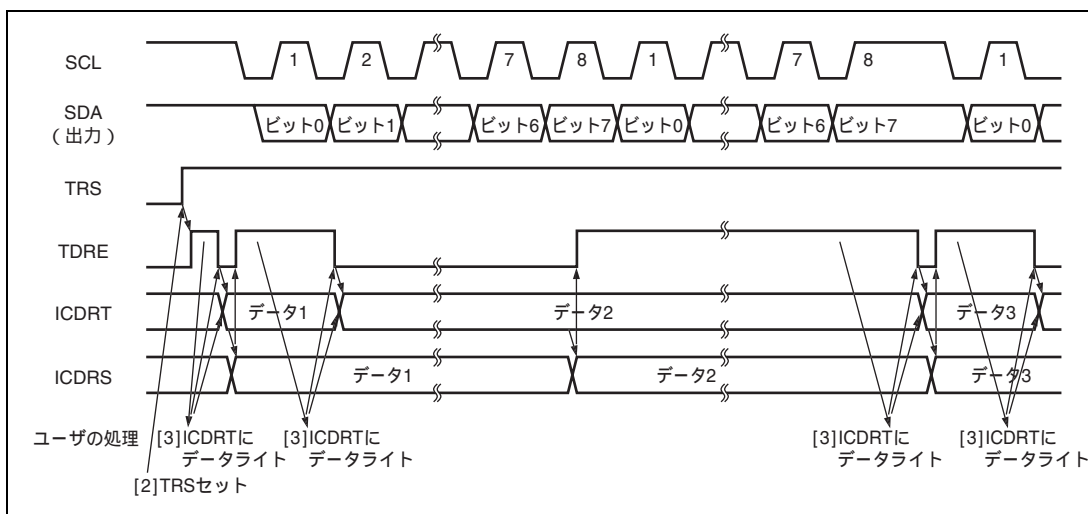 SCL 1 2 7 8 1 7 8 1
SDA
（出力） ビット0 ビット1 ビット6 ビット7 ビット0 ビット6 ビット7 ビット0
TRS
TDRE
ICDRT データ1 データ2 データ3
ICDRS データ1 データ2 データ3
ユーザの処理 [3]ICDRTに [3]ICDRTに [3]ICDRTに [3]ICDRTに
データライト データライト データライト データライト
[2]TRSセット